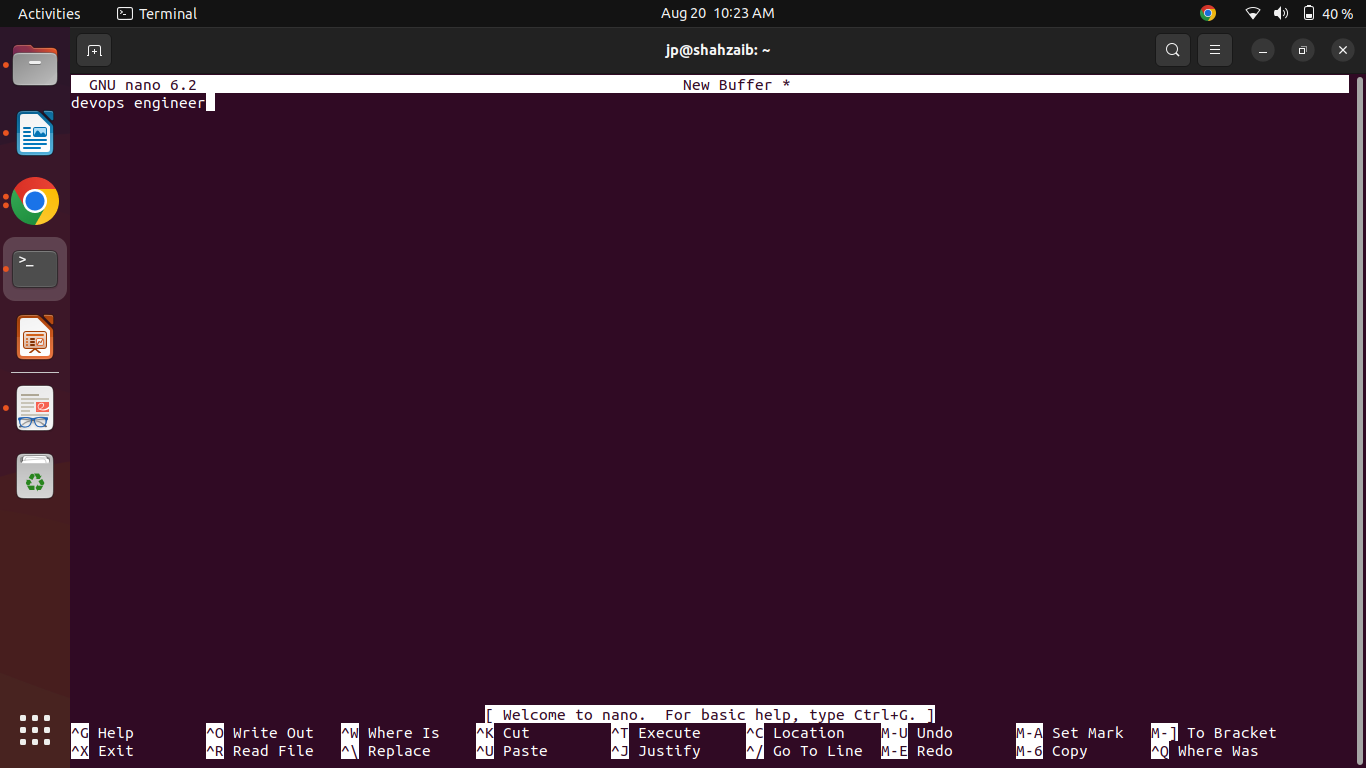 Activities Terminal Aug 20 10:23 AM 40 %
jp@shahzaib: ~
GNU nano 6.2 New Buffer *
devops engineer
[ Welcome to nano.  For basic help, type Ctrl+G. ]
^G Help ^O Write Out ^W Where Is ^K Cut ^T Execute ^C Location M-U Undo M-A Set Mark M-] To Bracket
^X Exit ^R Read File ^\ Replace ^U Paste ^J Justify ^/ Go To Line M-E Redo M-6 Copy ^Q Where Was